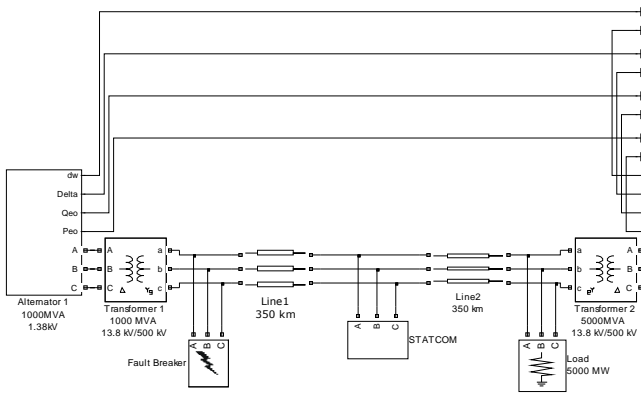 dw
Delta
Qeo
Peo
A A a a A
B B b b B
C C c c C
Δ Yg
Alternator 1
1000MVA
1.38kV
Transformer 1
1000 MVA
13.8 kV/500 kV
Line1
350 km
Line2
350 km
Transformer 2
5000MVA
13.8 kV/500 kV
A B C
Fault Breaker
A B C
STATCOM
A B C
Load
5000 MW